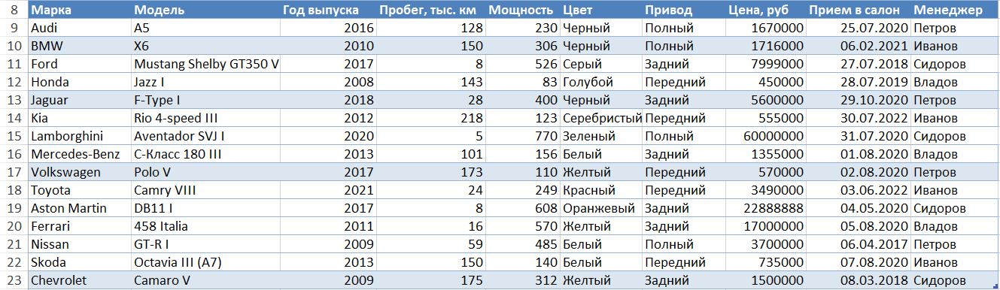 8 Марка Модель Год выпуска Пробег, тыс. км Мощность Цвет Привод Цена, руб Прием в салон Менеджер
9 Audi A5 2016 128 230 Черный Полный 1670000 25.07.2020 Петров
10 BMW X6 2010 150 306 Черный Полный 1716000 06.02.2021 Иванов
11 Ford Mustang Shelby GT350 V 2017 8 526 Серый Задний 7999000 27.07.2018 Сидоров
12 Honda Jazz I 2008 143 83 Голубой Передний 450000 28.07.2019 Владов
13 Jaguar F-Type I 2018 28 400 Черный Задний 5600000 29.10.2020 Петров
14 Kia Rio 4-speed III 2012 218 123 Серебристый Передний 555000 30.07.2022 Иванов
15 Lamborghini Aventador SVJ I 2020 5 770 Зеленый Полный 60000000 31.07.2020 Сидоров
16 Mercedes-Benz C-Класс 180 III 2013 101 156 Белый Задний 1355000 01.08.2020 Владов
17 Volkswagen Polo V 2017 173 110 Желтый Передний 570000 02.08.2020 Петров
18 Toyota Camry VIII 2021 24 249 Красный Передний 3490000 03.06.2022 Иванов
19 Aston Martin DB11 I 2017 8 608 Оранжевый Задний 22888888 04.05.2020 Сидоров
20 Ferrari 458 Italia 2011 16 570 Желтый Задний 17000000 05.08.2020 Владов
21 Nissan GT-R I 2009 59 485 Белый Полный 3700000 06.04.2017 Петров
22 Skoda Octavia III (A7) 2013 150 140 Белый Передний 735000 07.08.2020 Иванов
23 Chevrolet Camaro V 2009 175 312 Желтый Задний 1500000 08.03.2018 Сидоров